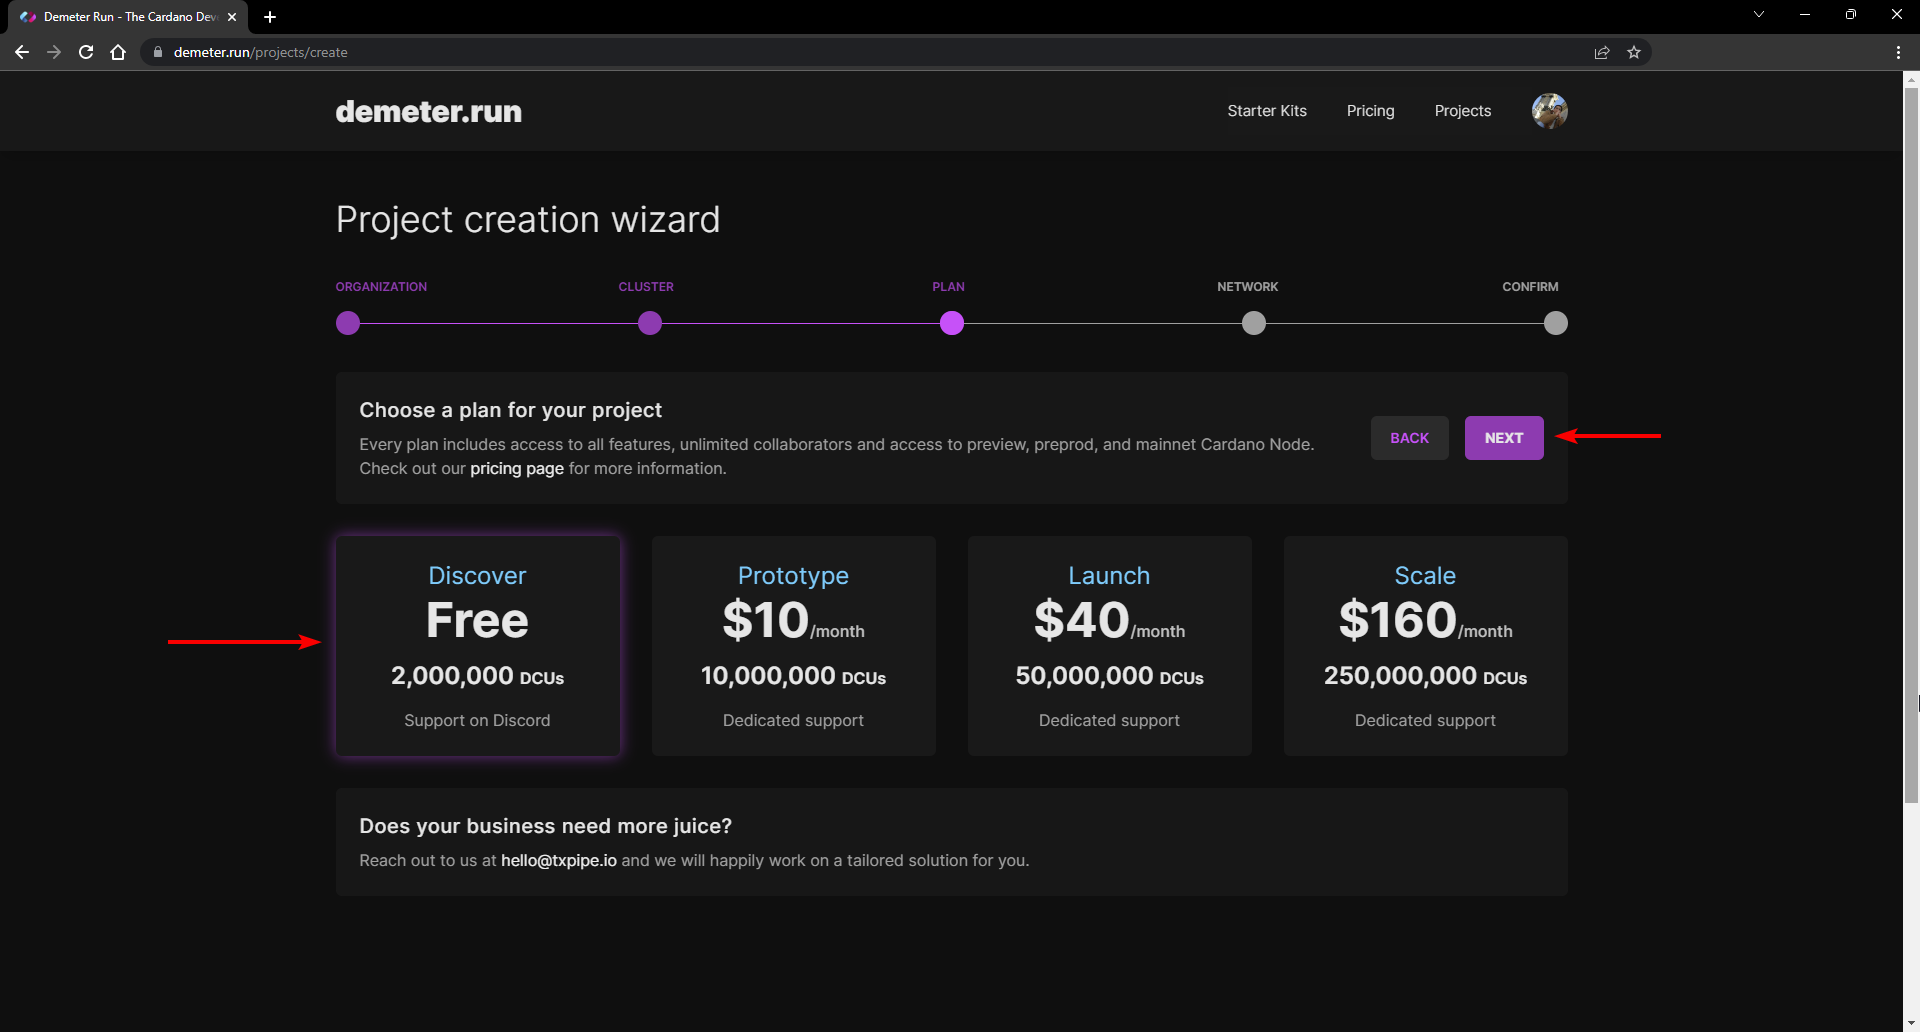 Demeter Run - The Cardano Dev
demeter.run/projects/create
demeter.run
Starter Kits
Pricing
Projects
Project creation wizard
ORGANIZATION
CLUSTER
PLAN
NETWORK
CONFIRM
Choose a plan for your project
Every plan includes access to all features, unlimited collaborators and access to preview, preprod, and mainnet Cardano Node.
Check out our pricing page for more information.
BACK
NEXT
Discover
Free
2,000,000 DCUs
Support on Discord
Prototype
$10/month
10,000,000 DCUs
Dedicated support
Launch
$40/month
50,000,000 DCUs
Dedicated support
Scale
$160/month
250,000,000 DCUs
Dedicated support
Does your business need more juice?
Reach out to us at hello@txpipe.io and we will happily work on a tailored solution for you.